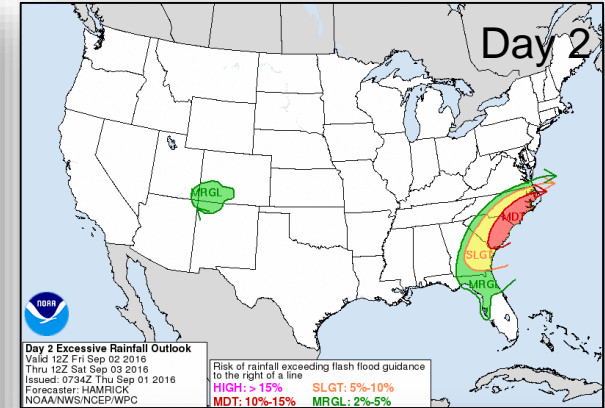 Day 2
MRGL
MDT
SLGT
MRGL
NOAA
Day 2 Excessive Rainfall Outlook
Valid 12Z Fri Sep 02 2016
Thru 12Z Sat Sep 03 2016
Issued: 0734Z Thu Sep 01 2016
Forecaster: HAMRICK
NOAA/NWS/NCEP/WPC
Risk of rainfall exceeding flash flood guidance
to the right of a line
HIGH: > 15% SLGT: 5%-10%
MDT: 10%-15% MRGL: 2%-5%